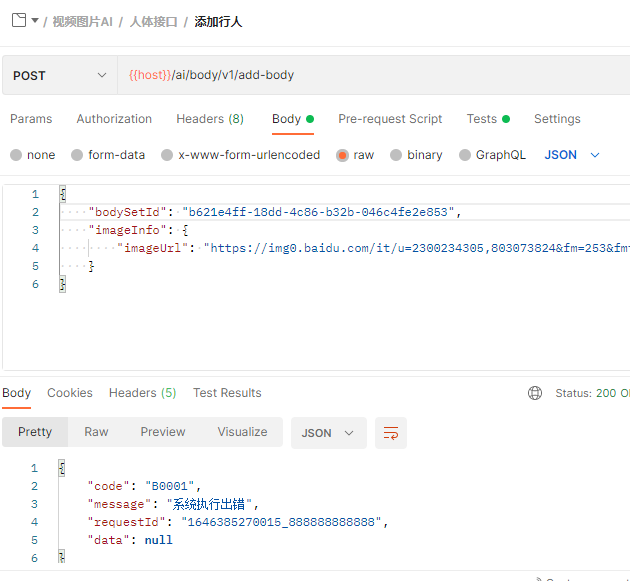 / 视频图片AI / 人体接口 / 添加行人
POST {{host}}/ai/body/v1/add-body
Params Authorization Headers (8) Body Pre-request Script Tests Settings
none form-data x-www-form-urlencoded raw binary GraphQL JSON
1 {
2 "bodySetId": "b621e4ff-18dd-4c86-b32b-046c4fe2e853",
3 "imageInfo": {
4 "imageUrl": "https://img0.baidu.com/it/u=2300234305,803073824&fm=253&fm
5 }
6 }
Body Cookies Headers (5) Test Results Status: 200 O
Pretty Raw Preview Visualize JSON
1 {
2 "code": "B0001",
3 "message": "系统执行出错",
4 "requestId": "1646385270015_888888888888",
5 "data": null
6 }